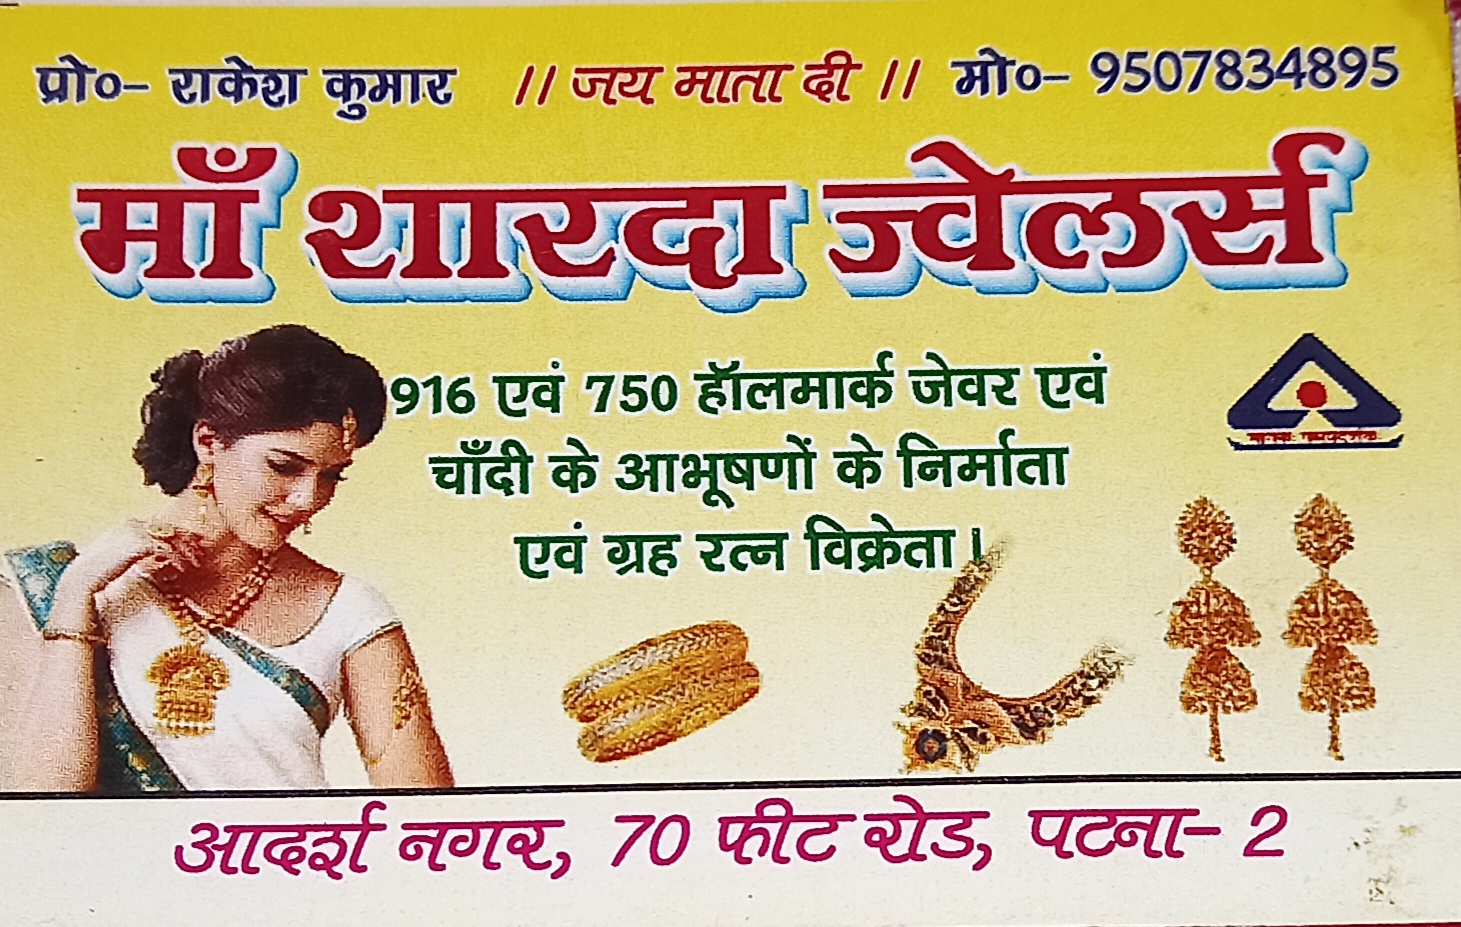 प्रो०– राकेश कुमार // जय माता दी // मो०– 9507834895
माँ शारदा ज्वेलर्स
916 एवं 750 हॉलमार्क जेवर एवं
चाँदी के आभूषणों के निर्माता
एवं ग्रह रत्न विक्रेता।
आदर्श नगर, 70 फीट रोड, पटना– 2